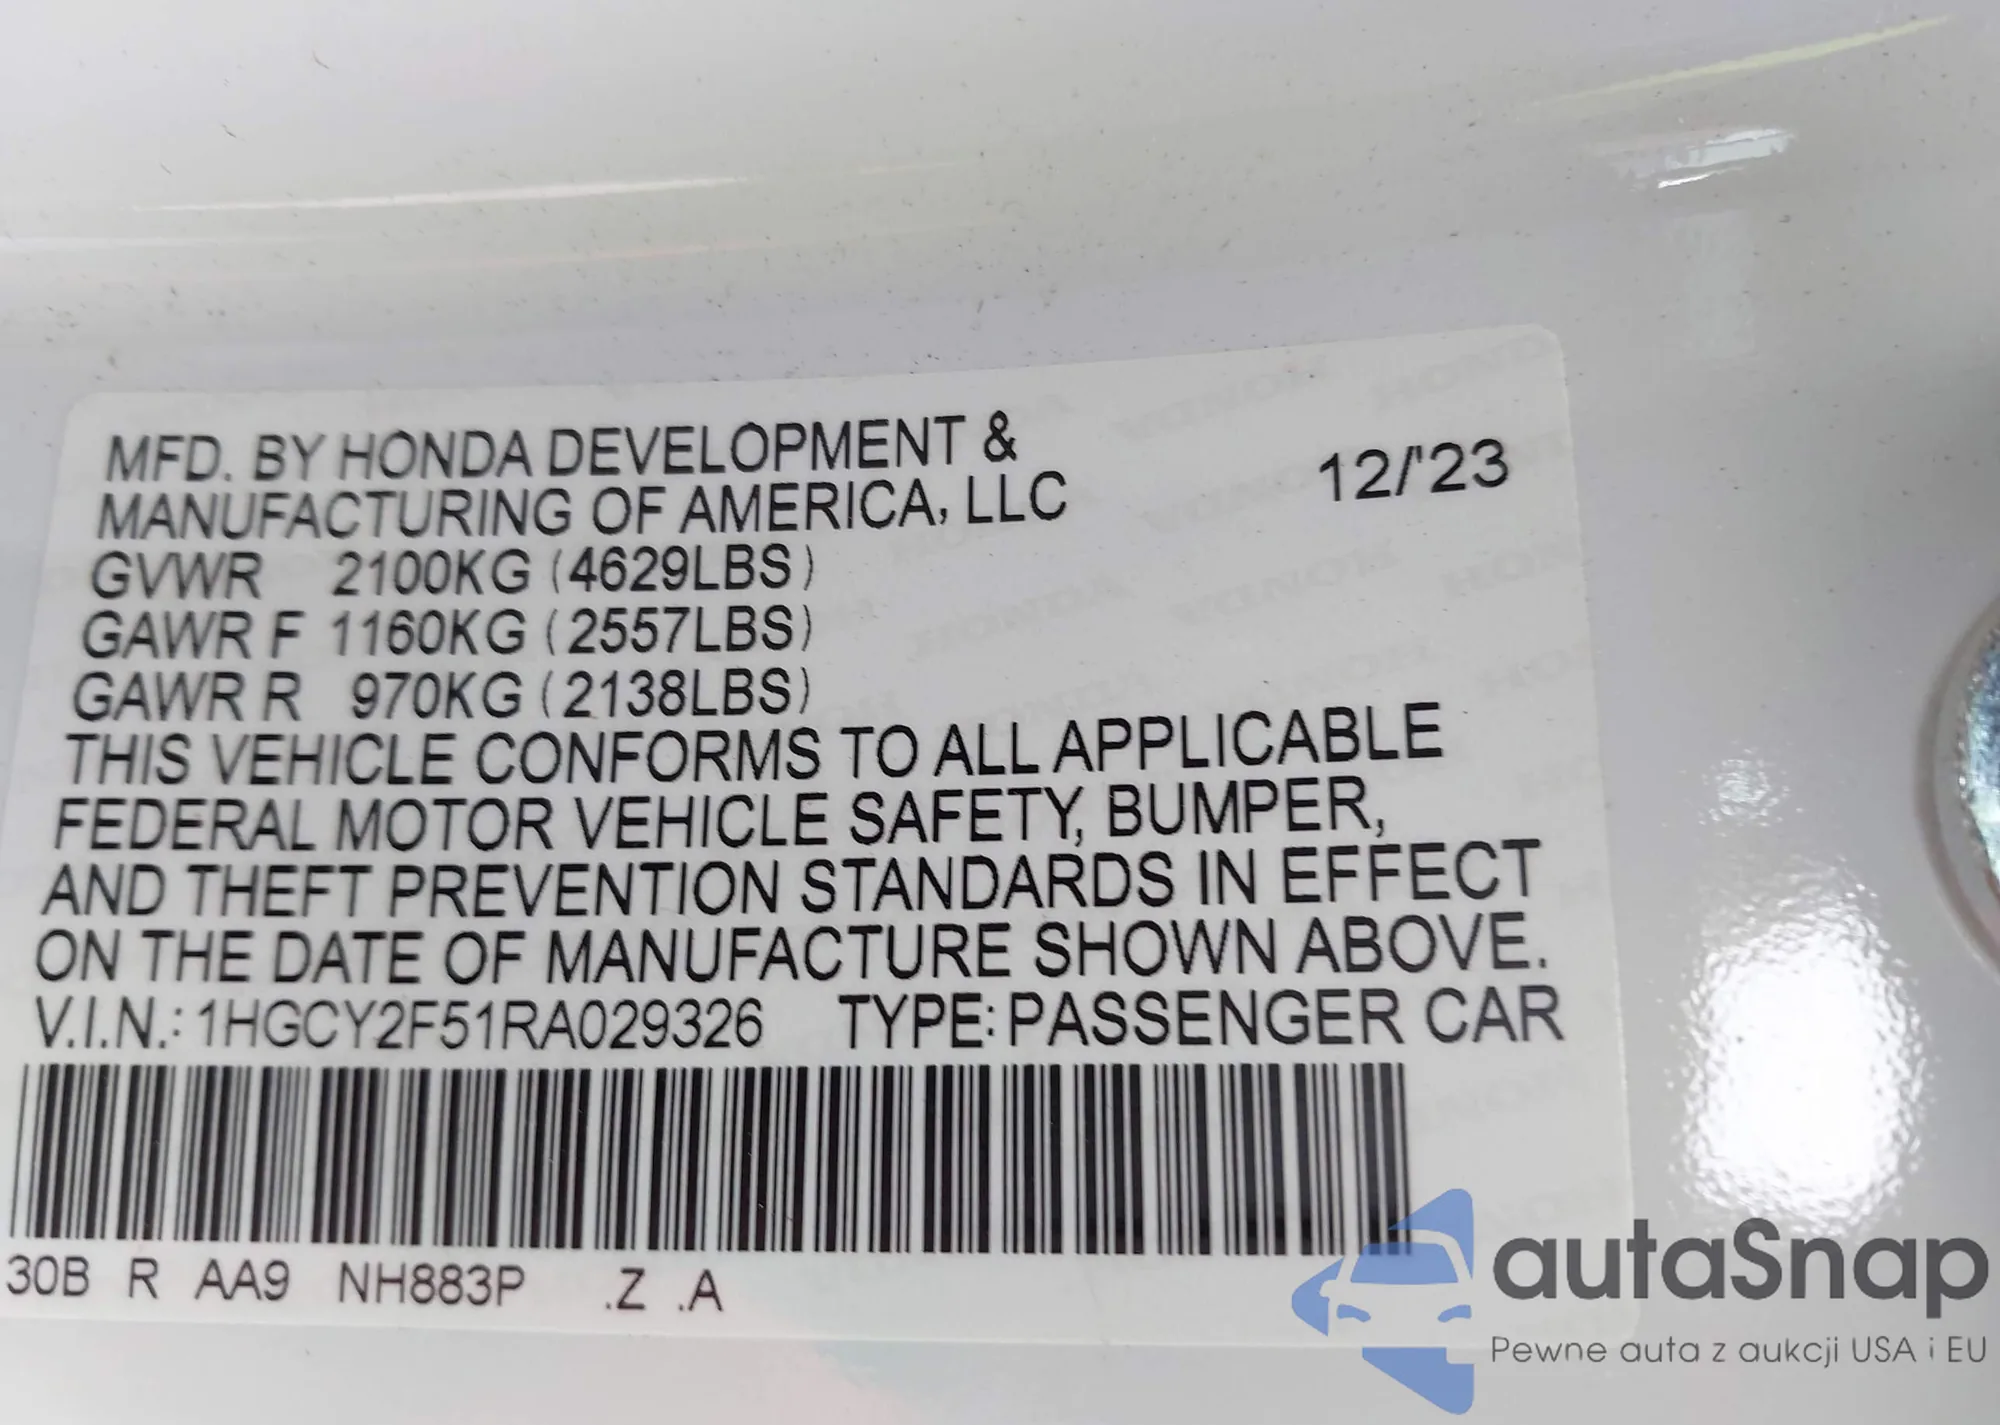 MFD. BY HONDA DEVELOPMENT &
MANUFACTURING OF AMERICA, LLC
12/'23
GVWR 2100KG (4629LBS)
GAWR F 1160KG (2557LBS)
GAWR R 970KG (2138LBS)
THIS VEHICLE CONFORMS TO ALL APPLICABLE
FEDERAL MOTOR VEHICLE SAFETY, BUMPER,
AND THEFT PREVENTION STANDARDS IN EFFECT
ON THE DATE OF MANUFACTURE SHOWN ABOVE.
V.I.N.: 1HGCY2F51RA029326 TYPE: PASSENGER CAR
30B R AA9 NH883P .Z .A
autaSnap
Pewne auta z aukcji USA i EU